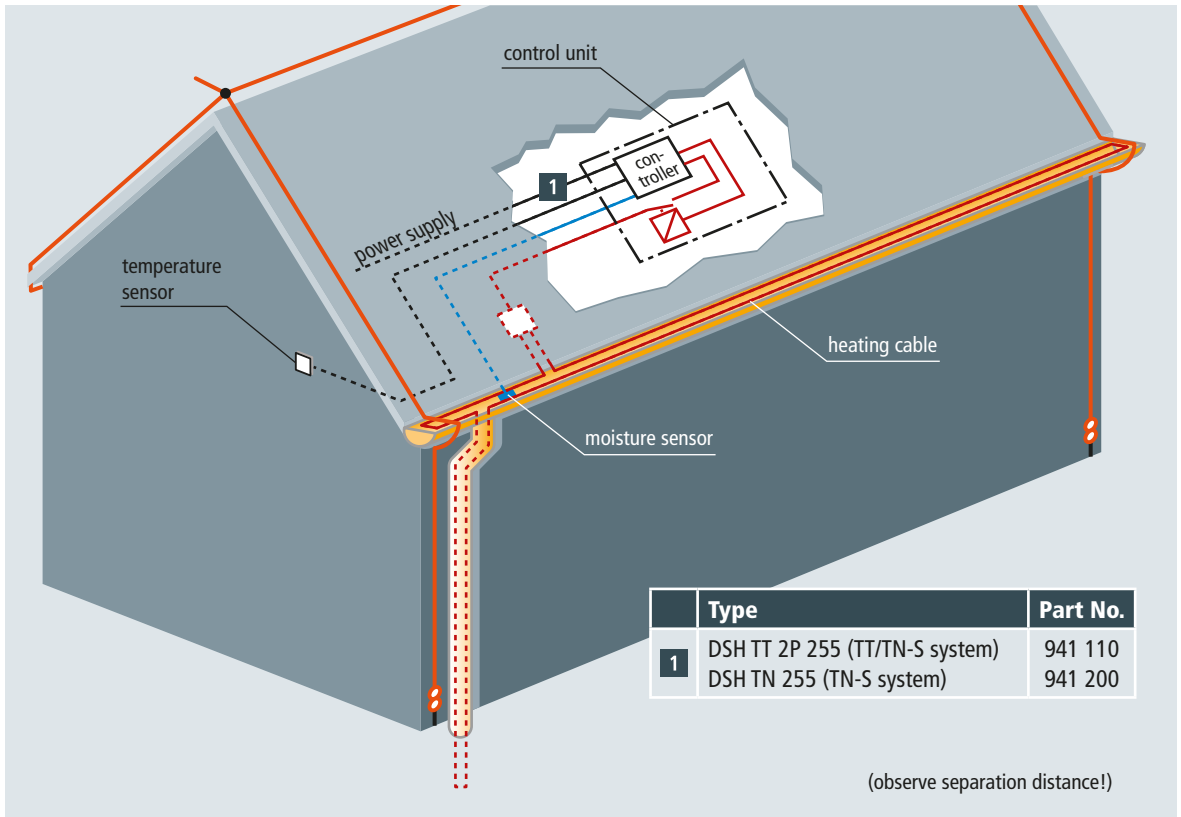 control unit
con-
troller
1
power supply
temperature
sensor
heating cable
moisture sensor
Type Part No.
1
DSH TT 2P 255 (TT/TN-S system) 941 110
DSH TN 255 (TN-S system) 941 200
(observe separation distance!)